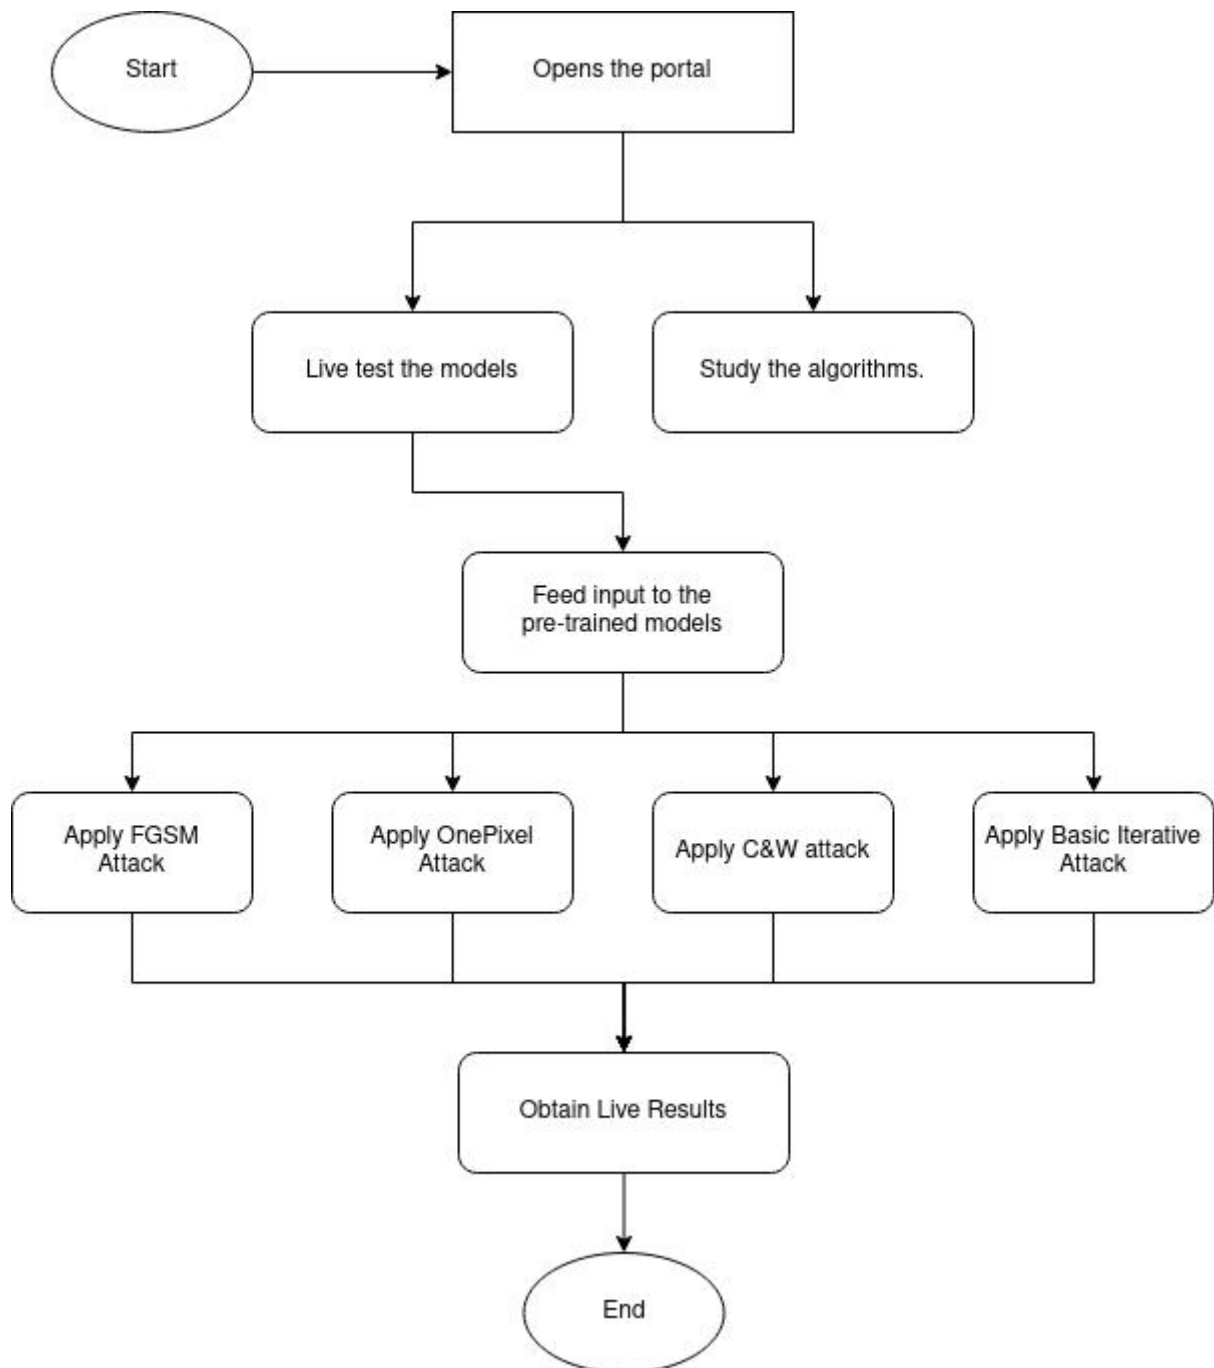 Start
Opens the portal
Live test the models
Study the algorithms.
Feed input to the
pre-trained models
Apply FGSM
Attack
Apply OnePixel
Attack
Apply C&W attack
Apply Basic Iterative
Attack
Obtain Live Results
End